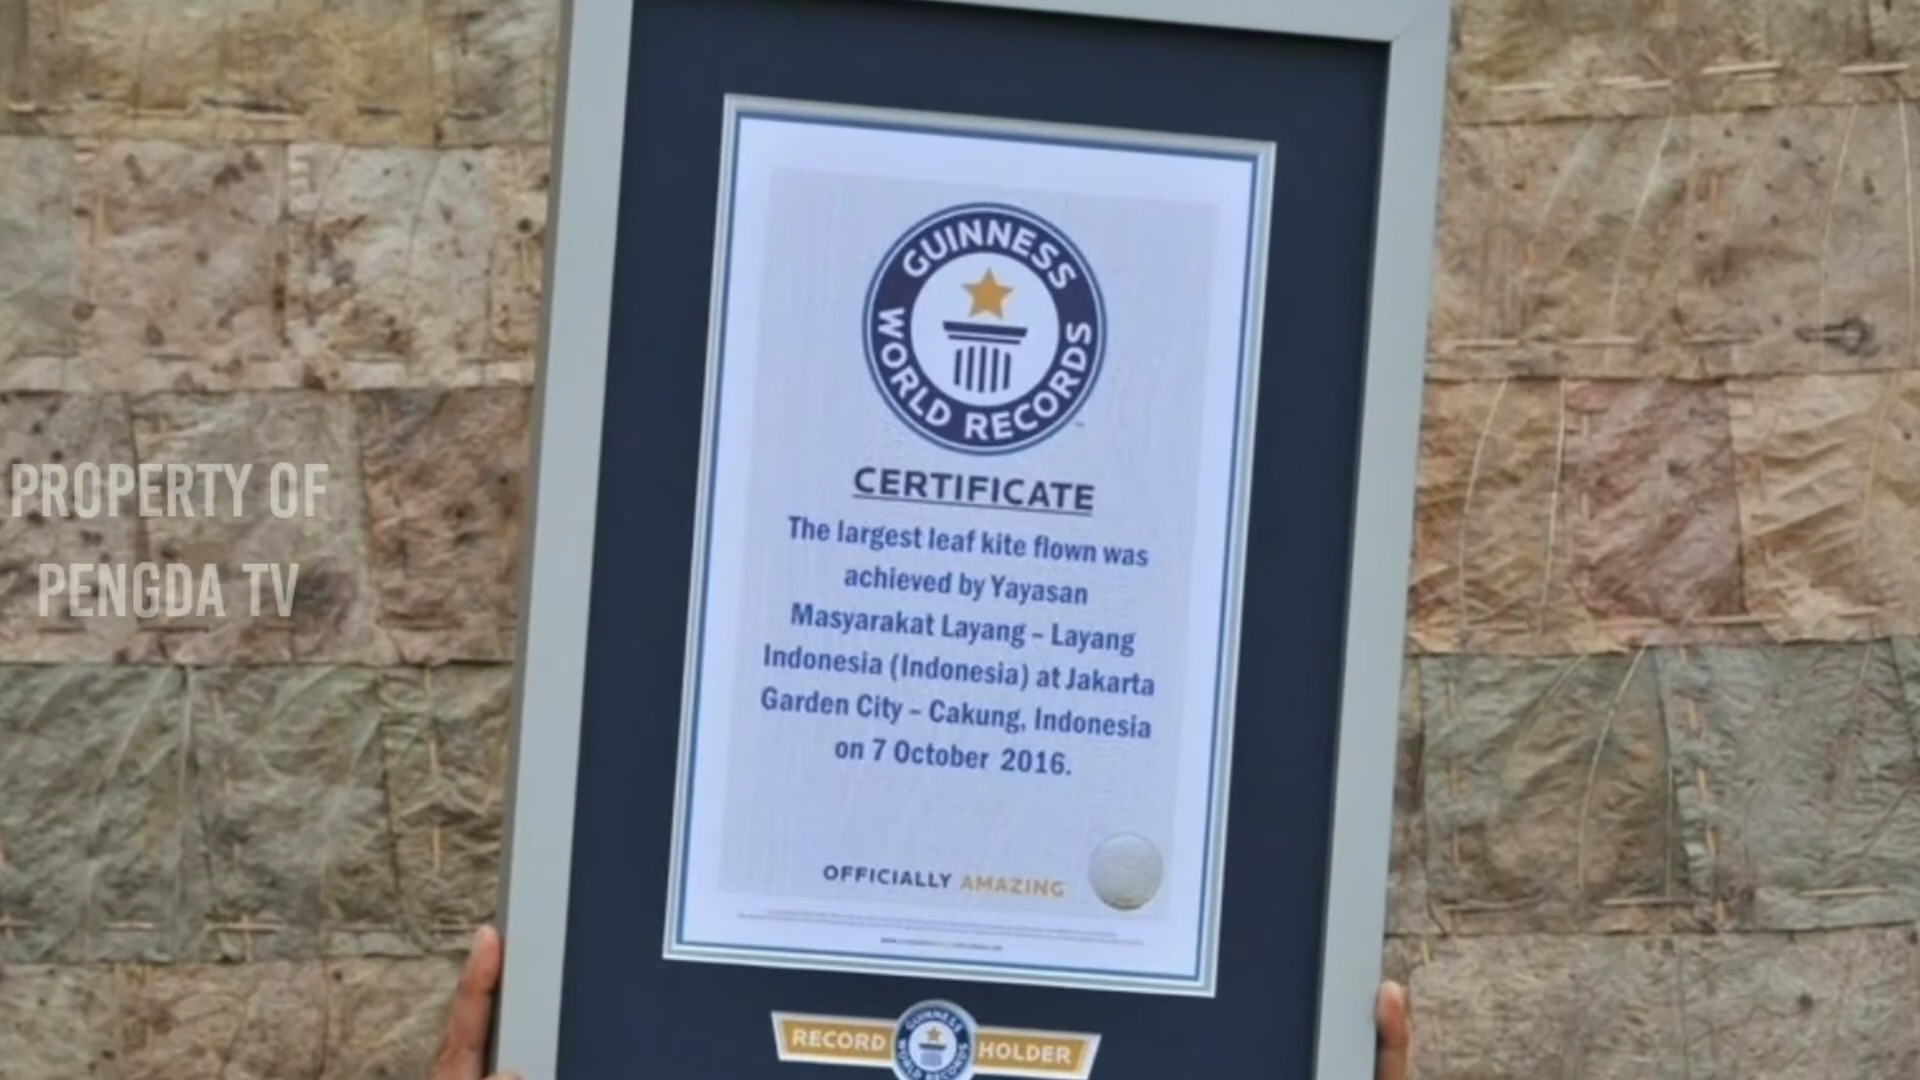 PROPERTY OF
PENGDA TV
GUINNESS
WORLD RECORDS
CERTIFICATE
The largest leaf kite flown was
achieved by Yayasan
Masyarakat Layang – Layang
Indonesia (Indonesia) at Jakarta
Garden City – Cakung, Indonesia
on 7 October 2016.
OFFICIALLY AMAZING
RECORD HOLDER
GUINNESS
WORLD RECORDS